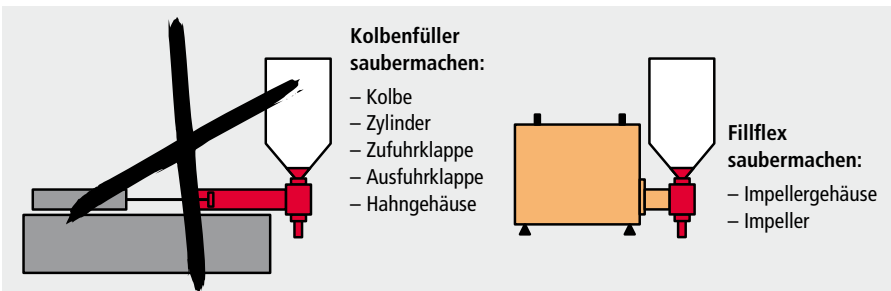 Kolbenfüller
saubermachen:
– Kolbe
– Zylinder
– Zufuhrklappe
– Ausfuhrklappe
– Hahngehäuse
Fillflex
saubermachen:
– Impellergehäuse
– Impeller